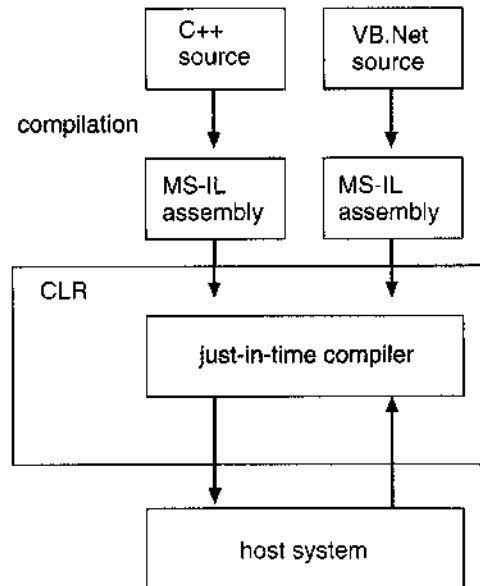 C++
source
VB.Net
source
compilation
MS-IL
assembly
MS-IL
assembly
CLR
just-in-time compiler
host system